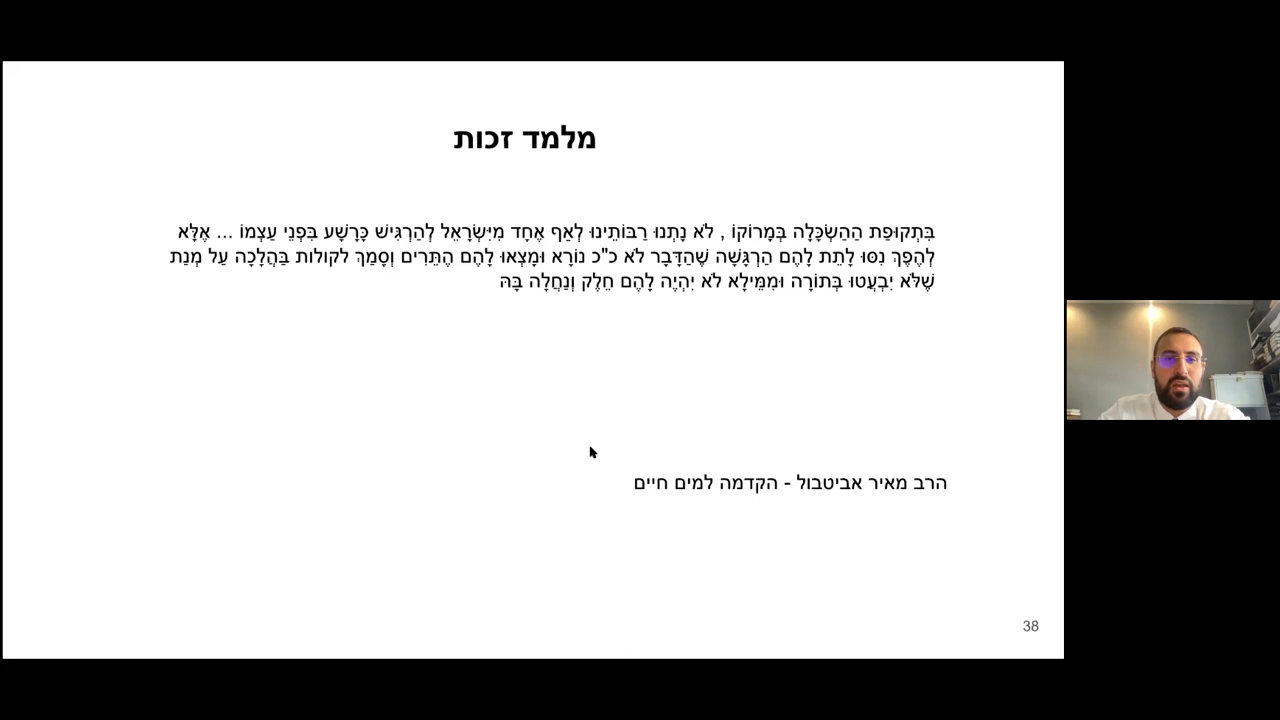 מלמד זכות
בִּתְקוּפַת הַהַשְׂכָּלָה בְּמָרוֹקוֹ , לֹא נָתְנוּ רַבּוֹתֵינוּ לְאַף אֶחָד מִיִּשְׂרָאֵל לְהַרְגִּישׁ כָּרָשָׁע בִּפְנֵי עַצְמוֹ ... אֶלָּא
לְהֶפֶךְ נִסּוּ לָתֵת לָהֶם הַרְגָּשָׁה שֶׁהַדָּבָר לֹא כ"כ נוֹרָא וּמָצְאוּ לָהֶם הֶתֵּרִים וְסָמַךְ לקולות בַּהֲלָכָה עַל מְנַת
שֶׁלֹּא יִבְעֲטוּ בְּתוֹרָה וּמִמֵּילָא לֹא יִהְיֶה לָהֶם חֵלֶק וְנַחֲלָה בָּהּ
הרב מאיר אביטבול - הקדמה למים חיים
38